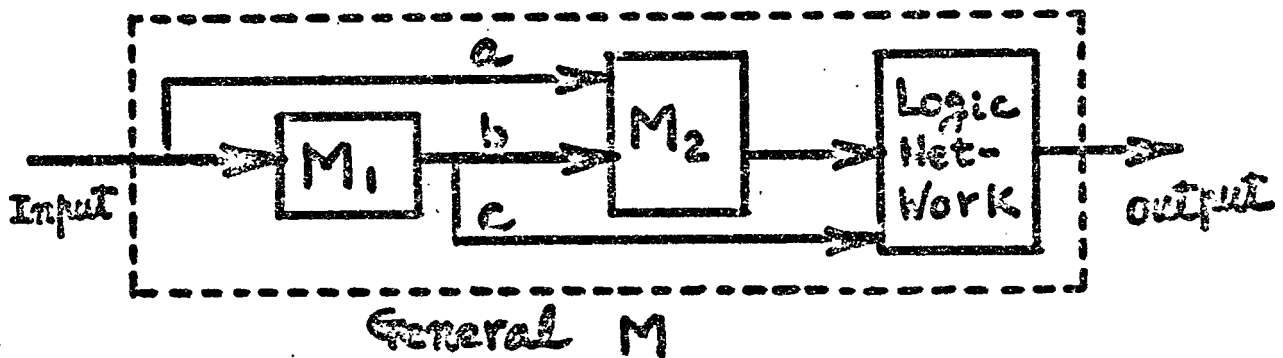 a
M₁
b
M₂
c
Logic
Net-
Work
Input
output
General M